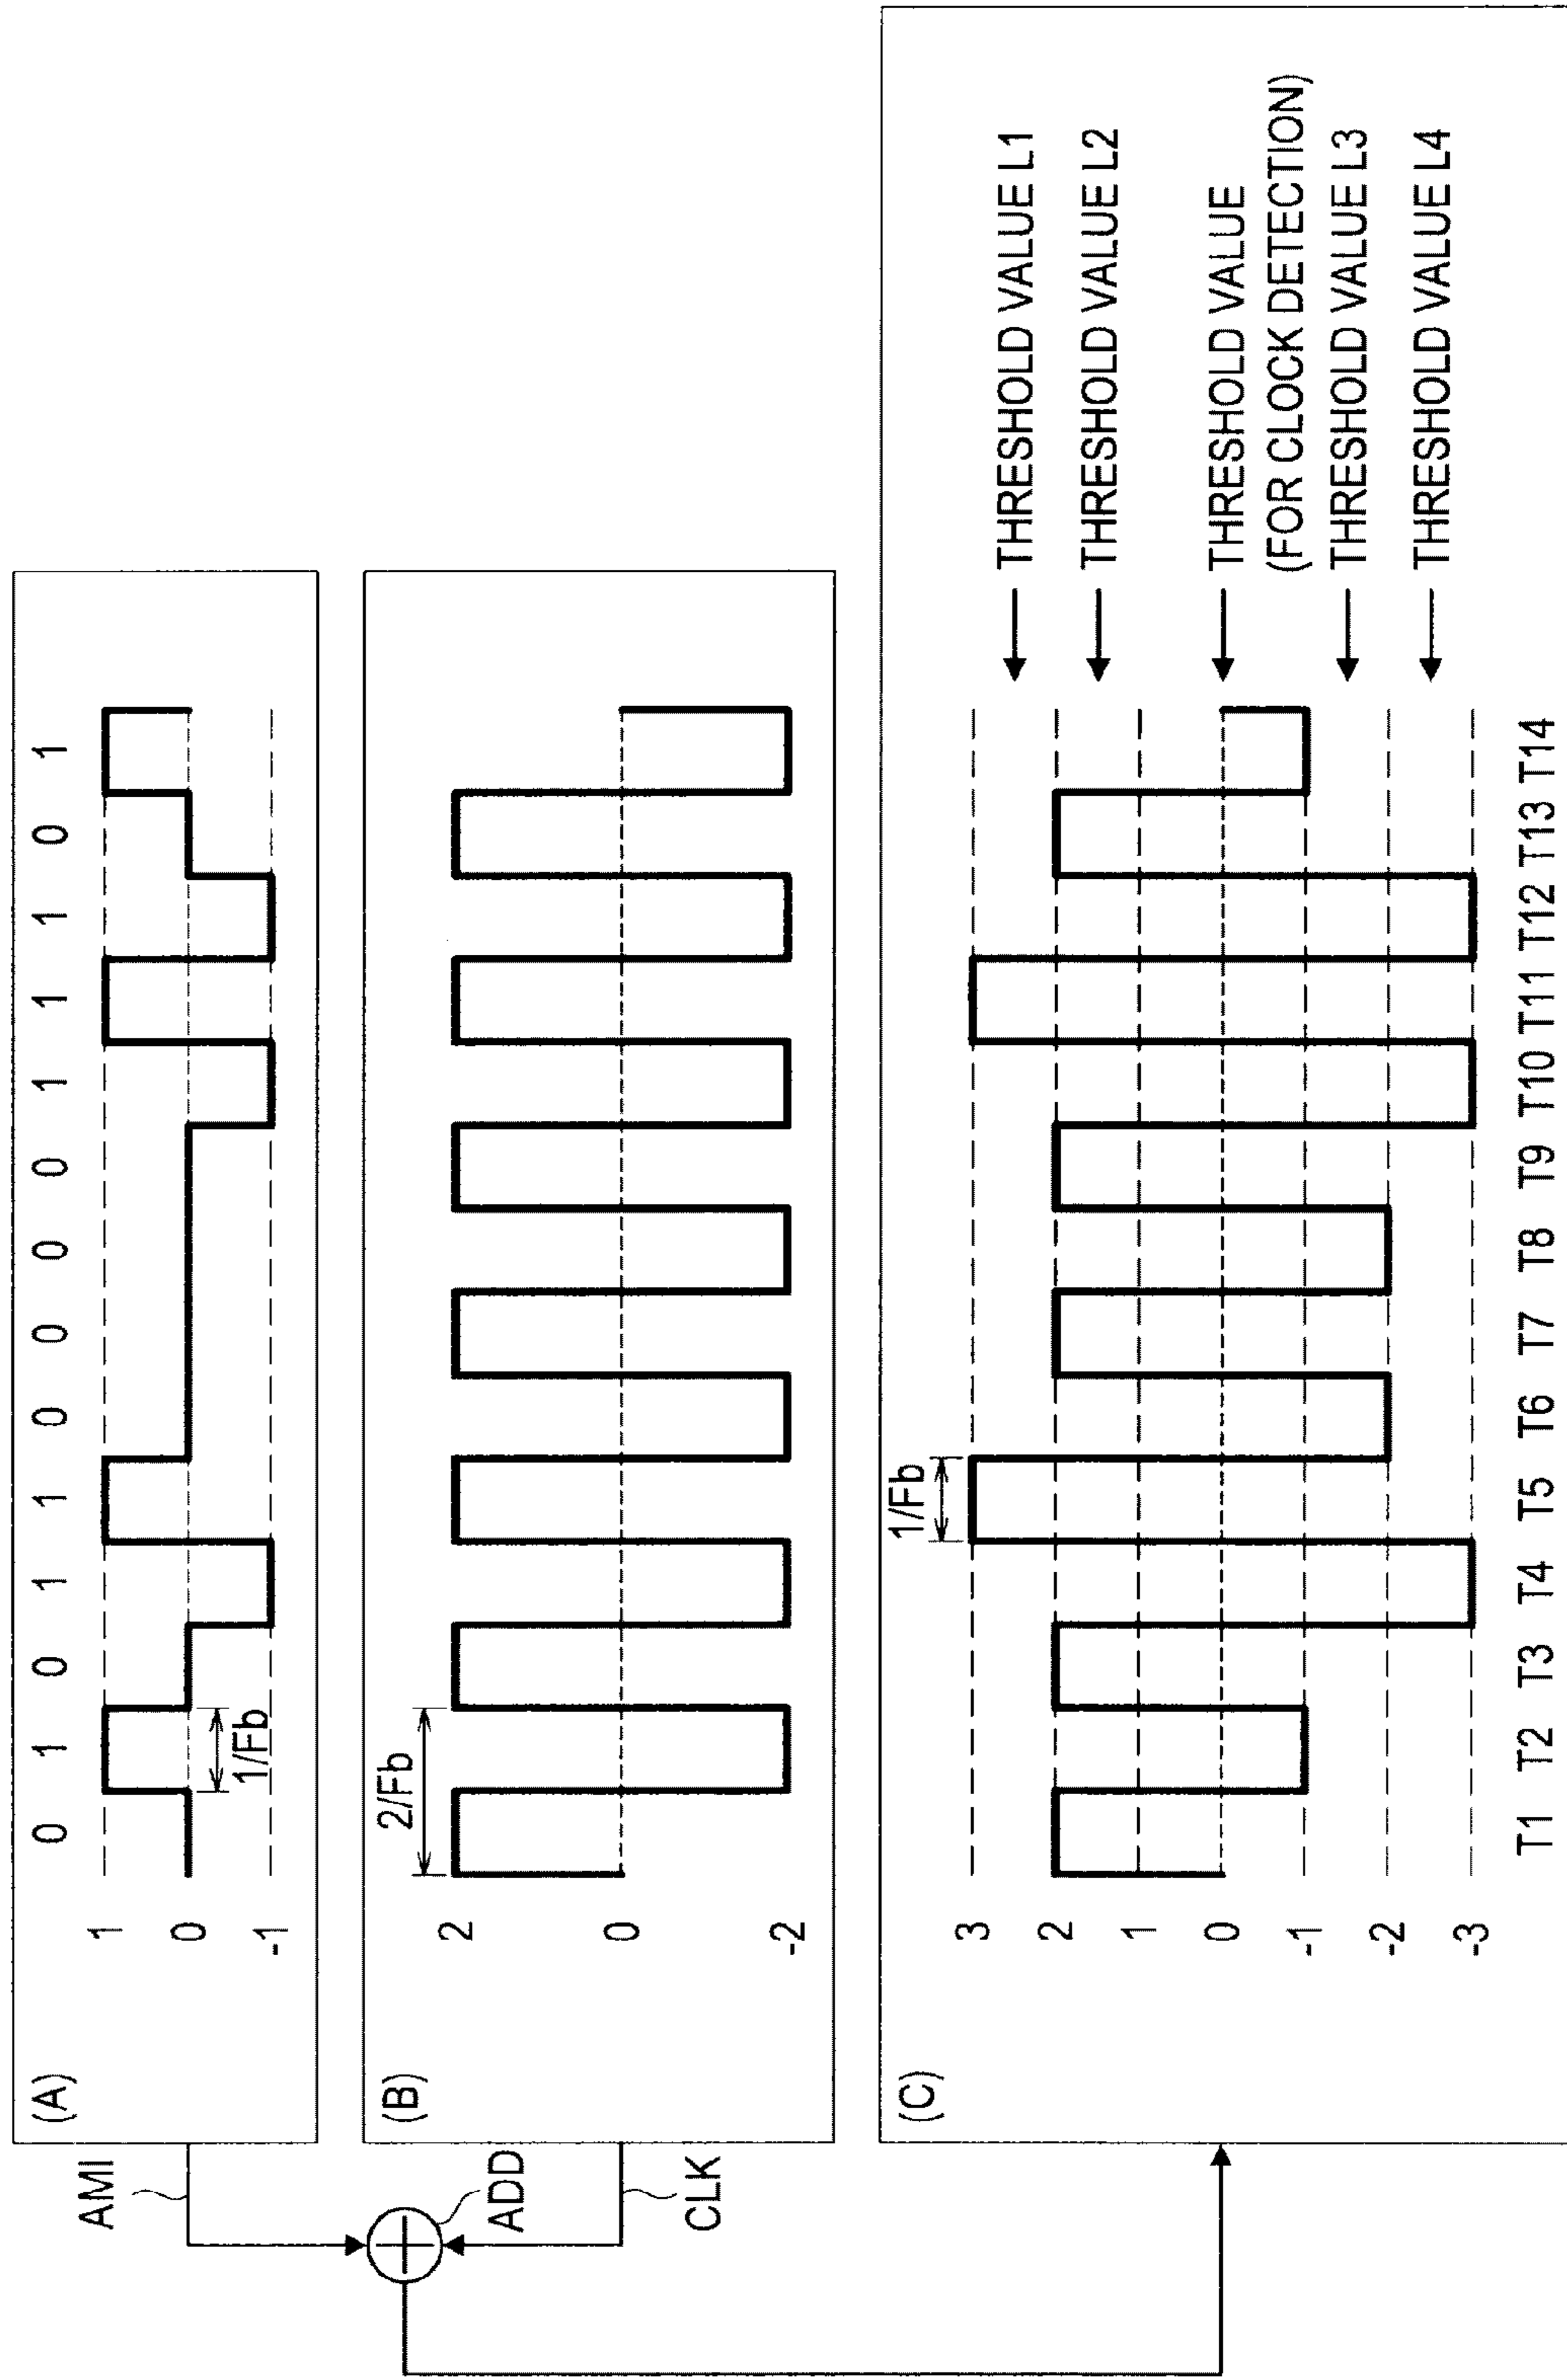 (A)
0 1 0 1 1 0 0 0 0 1 1 1 0 1
1
0
-1
1/Fb
AMI
(B)
2/Fb
2
0
-2
ADD
CLK
(C)
1/Fb
3
2
1
0
-1
-2
-3
THRESHOLD VALUE L1
THRESHOLD VALUE L2
THRESHOLD VALUE
(FOR CLOCK DETECTION)
THRESHOLD VALUE L3
THRESHOLD VALUE L4
T1 T2 T3 T4 T5 T6 T7 T8 T9 T10 T11 T12 T13 T14